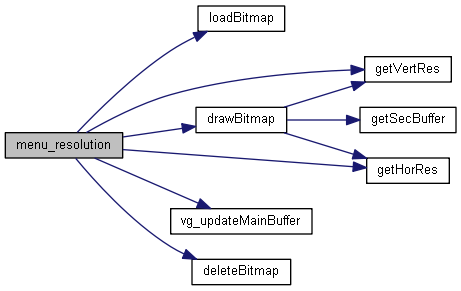 loadBitmap
getVertRes
drawBitmap
getSecBuffer
menu_resolution
getHorRes
vg_updateMainBuffer
deleteBitmap